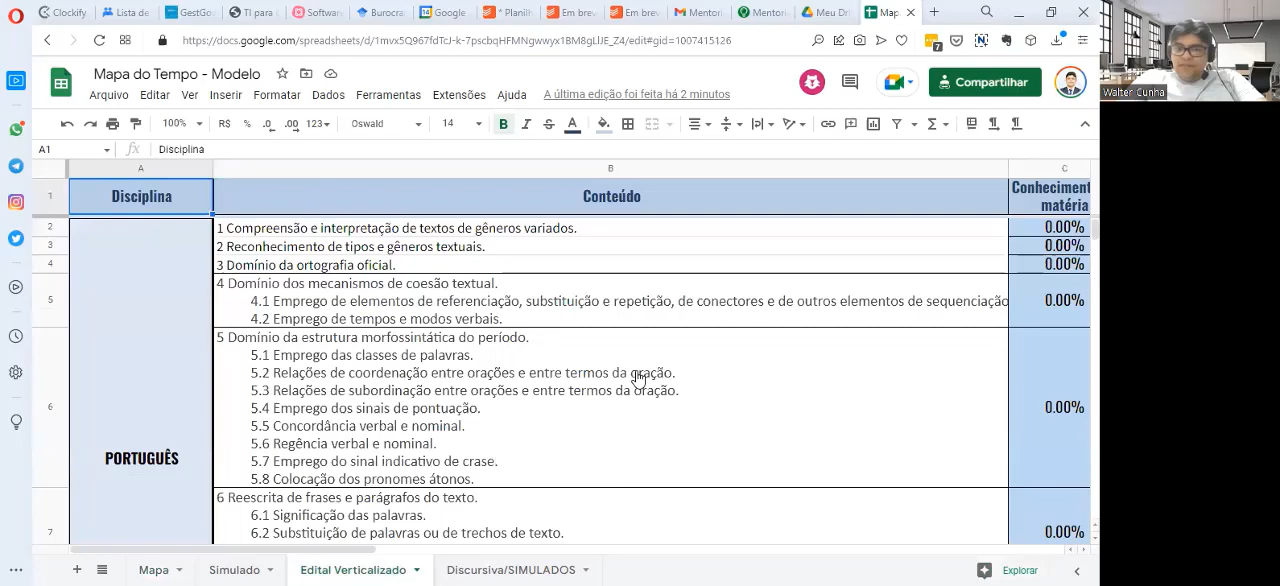 Clockify
Lista de
GestGo
TI para
Softwar
Burocra
Google
* Planilh
Em brev
Em brev
Mentori
Mentori
Meu Dri
Map
https://docs.google.com/spreadsheets/d/1mvx5Q967fdTcJ-k-7pscbqHFMNgwwyx1BM8gLlJE_Z4/edit#gid=1007415126
7
Walter Cunha
Mapa do Tempo - Modelo
Compartilhar
Arquivo Editar Ver Inserir Dados Extensões Ajuda
A última edição foi feita há 2 minutos
100% R$ % .0 .00 123 Oswald 14 B I S A
A1 fx Disciplina
A B C
1 Disciplina Conteúdo Conheciment
matéria
2 1 Compreensão e interpretação de textos de gêneros variados. 0.00%
3 2 Reconhecimento de tipos e gêneros textuais. 0.00%
4 3 Domínio da ortografia oficial. 0.00%
4 Domínio dos mecanismos de coesão textual.
5 4.1 Emprego de elementos de referenciação, substituição e repetição, de conectores e de outros elementos de sequenciação 0.00%
4.2 Emprego de tempos e modos verbais.
5 Domínio da estrutura morfossintática do período.
5.1 Emprego das classes de palavras.
5.2 Relações de coordenação entre orações e entre termos da oração.
5.3 Relações de subordinação entre orações e entre termos da oração.
6 5.4 Emprego dos sinais de pontuação. 0.00%
5.5 Concordância verbal e nominal.
5.6 Regência verbal e nominal.
PORTUGUÊS 5.7 Emprego do sinal indicativo de crase.
5.8 Colocação dos pronomes átonos.
6 Reescrita de frases e parágrafos do texto.
6.1 Significação das palavras.
7 6.2 Substituição de palavras ou de trechos de texto. 0.00%
Mapa Simulado Edital Verticalizado Discursiva/SIMULADOS Explorar